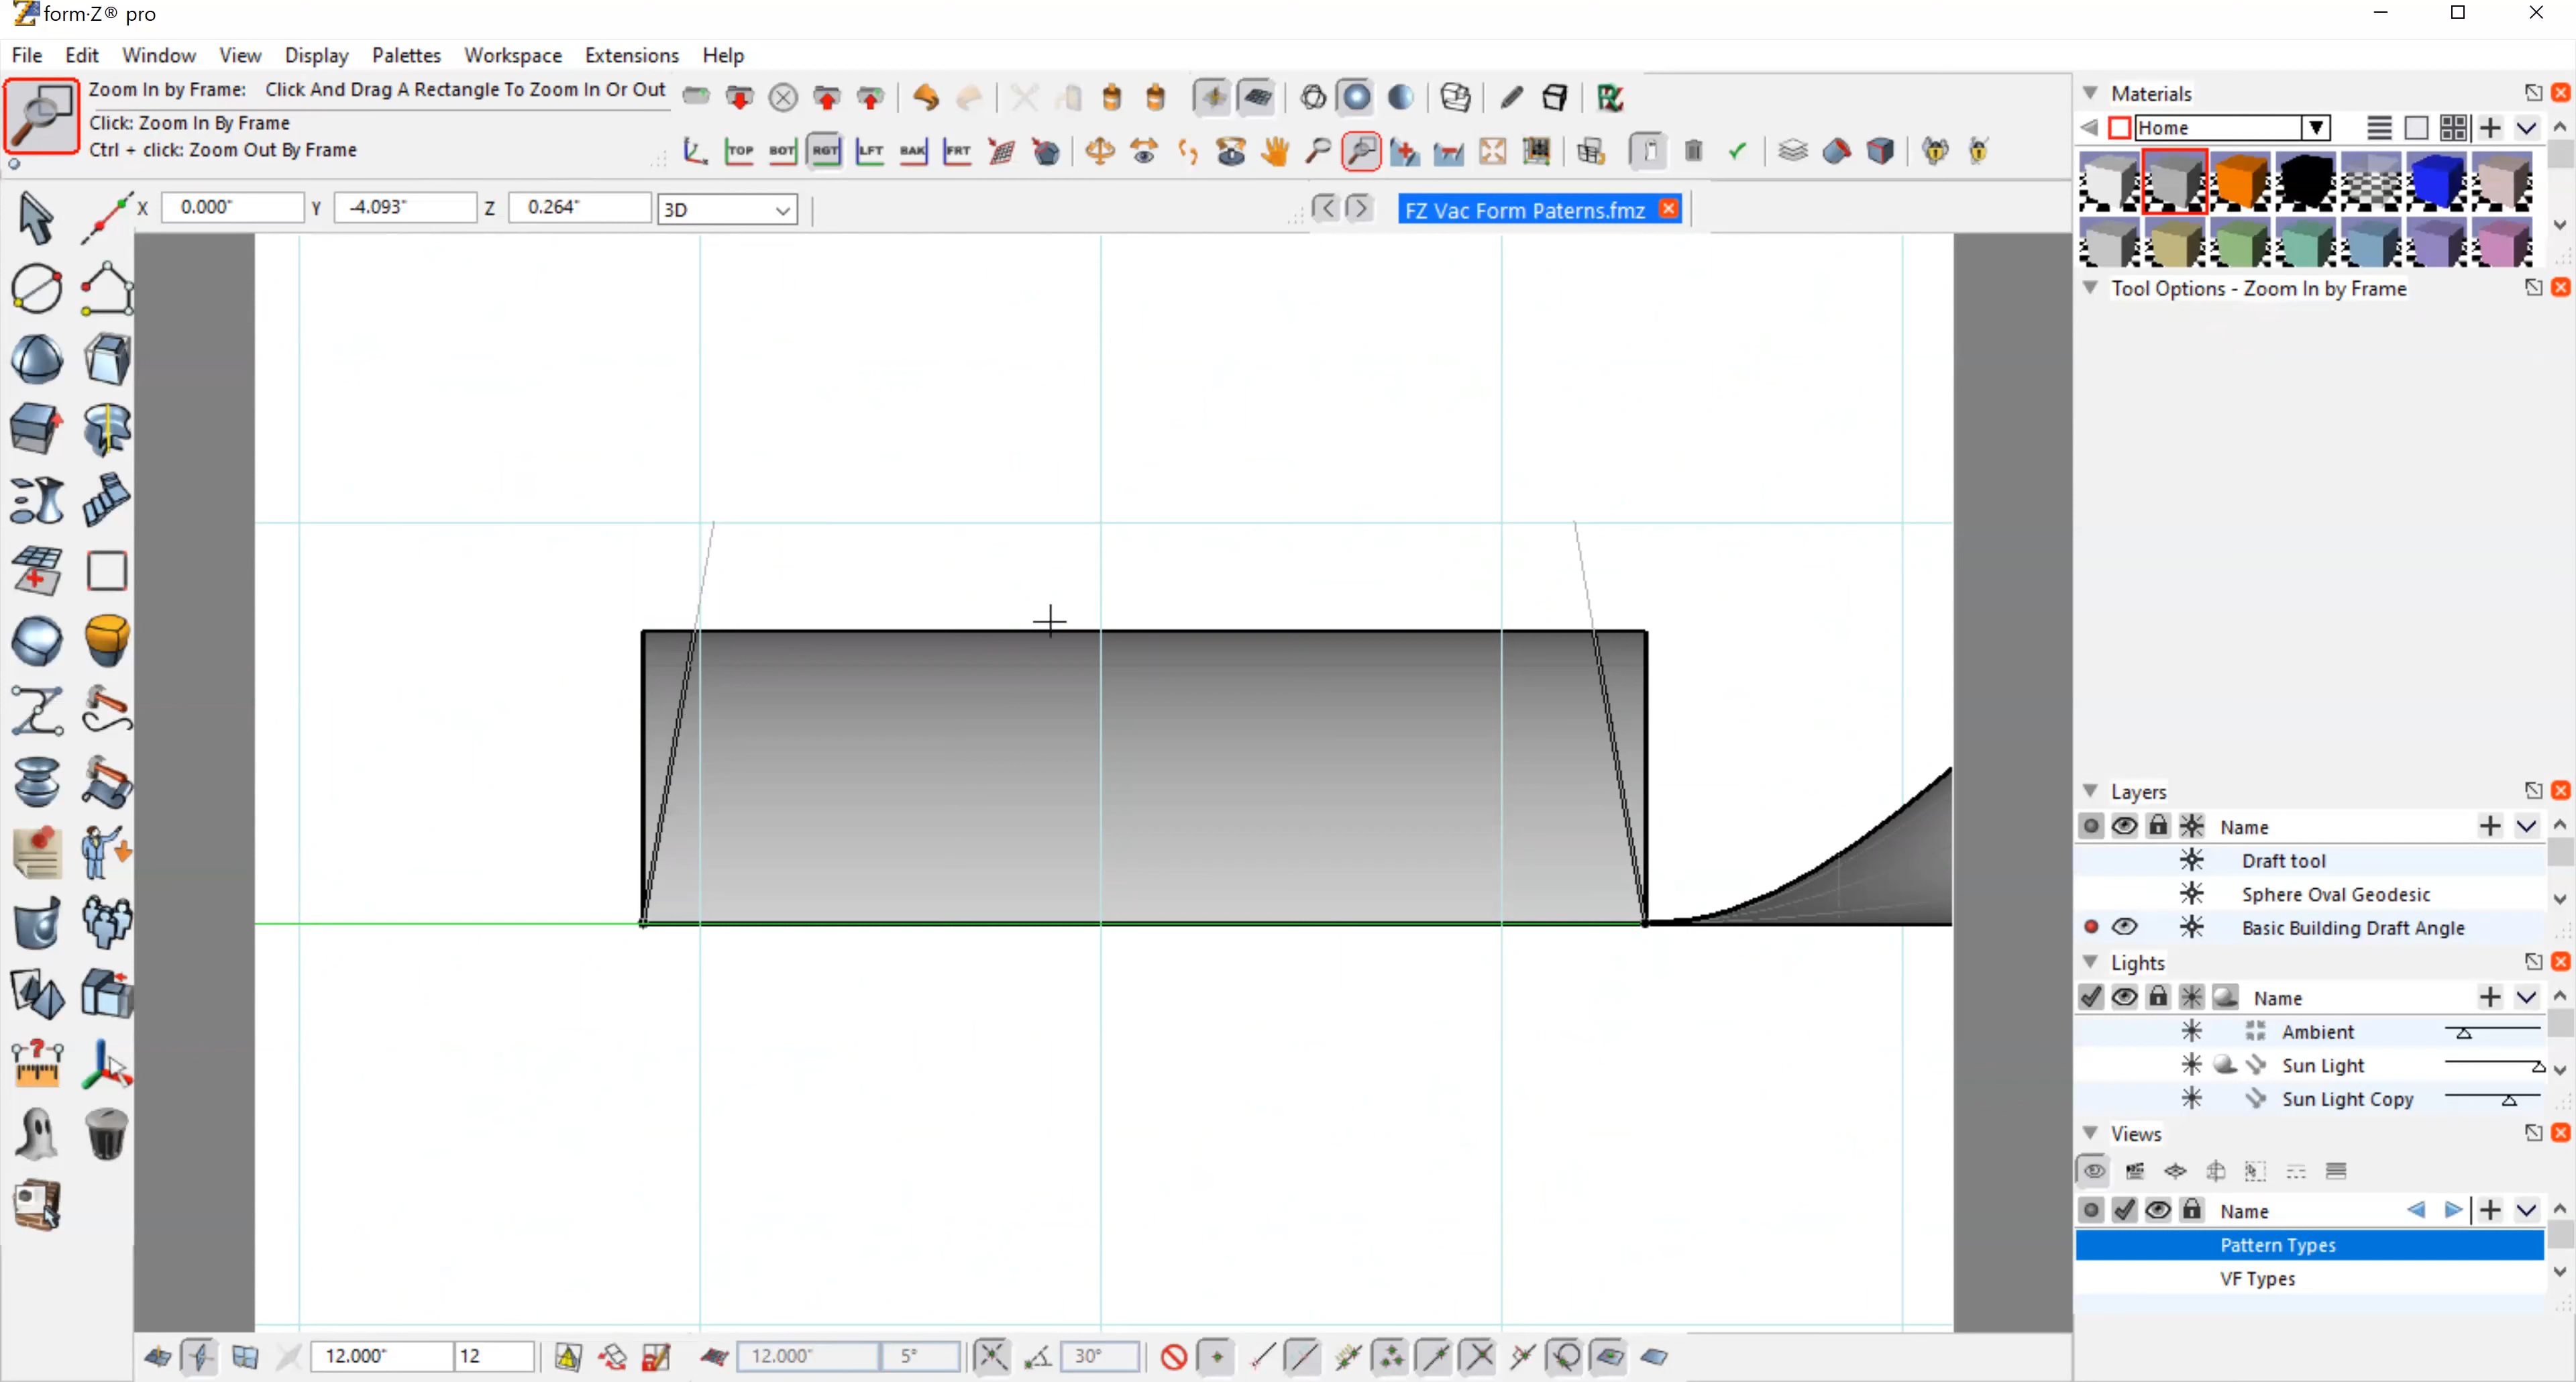 form·Z® pro
File Edit Window View Display Palettes Workspace Extensions Help
Zoom In by Frame: Click And Drag A Rectangle To Zoom In Or Out
Click: Zoom In By Frame
Ctrl + click: Zoom Out By Frame
TOP BOT RGT LFT BAK FRT
X 0.000" Y -4.093" Z 0.264" 3D
FZ Vac Form Paterns.fmz
Materials
Home
Tool Options - Zoom In by Frame
Layers
Name
Draft tool
Sphere Oval Geodesic
Basic Building Draft Angle
Lights
Name
Ambient
Sun Light
Sun Light Copy
Views
Name
Pattern Types
VF Types
12.000" 12 12.000" 5° 30°